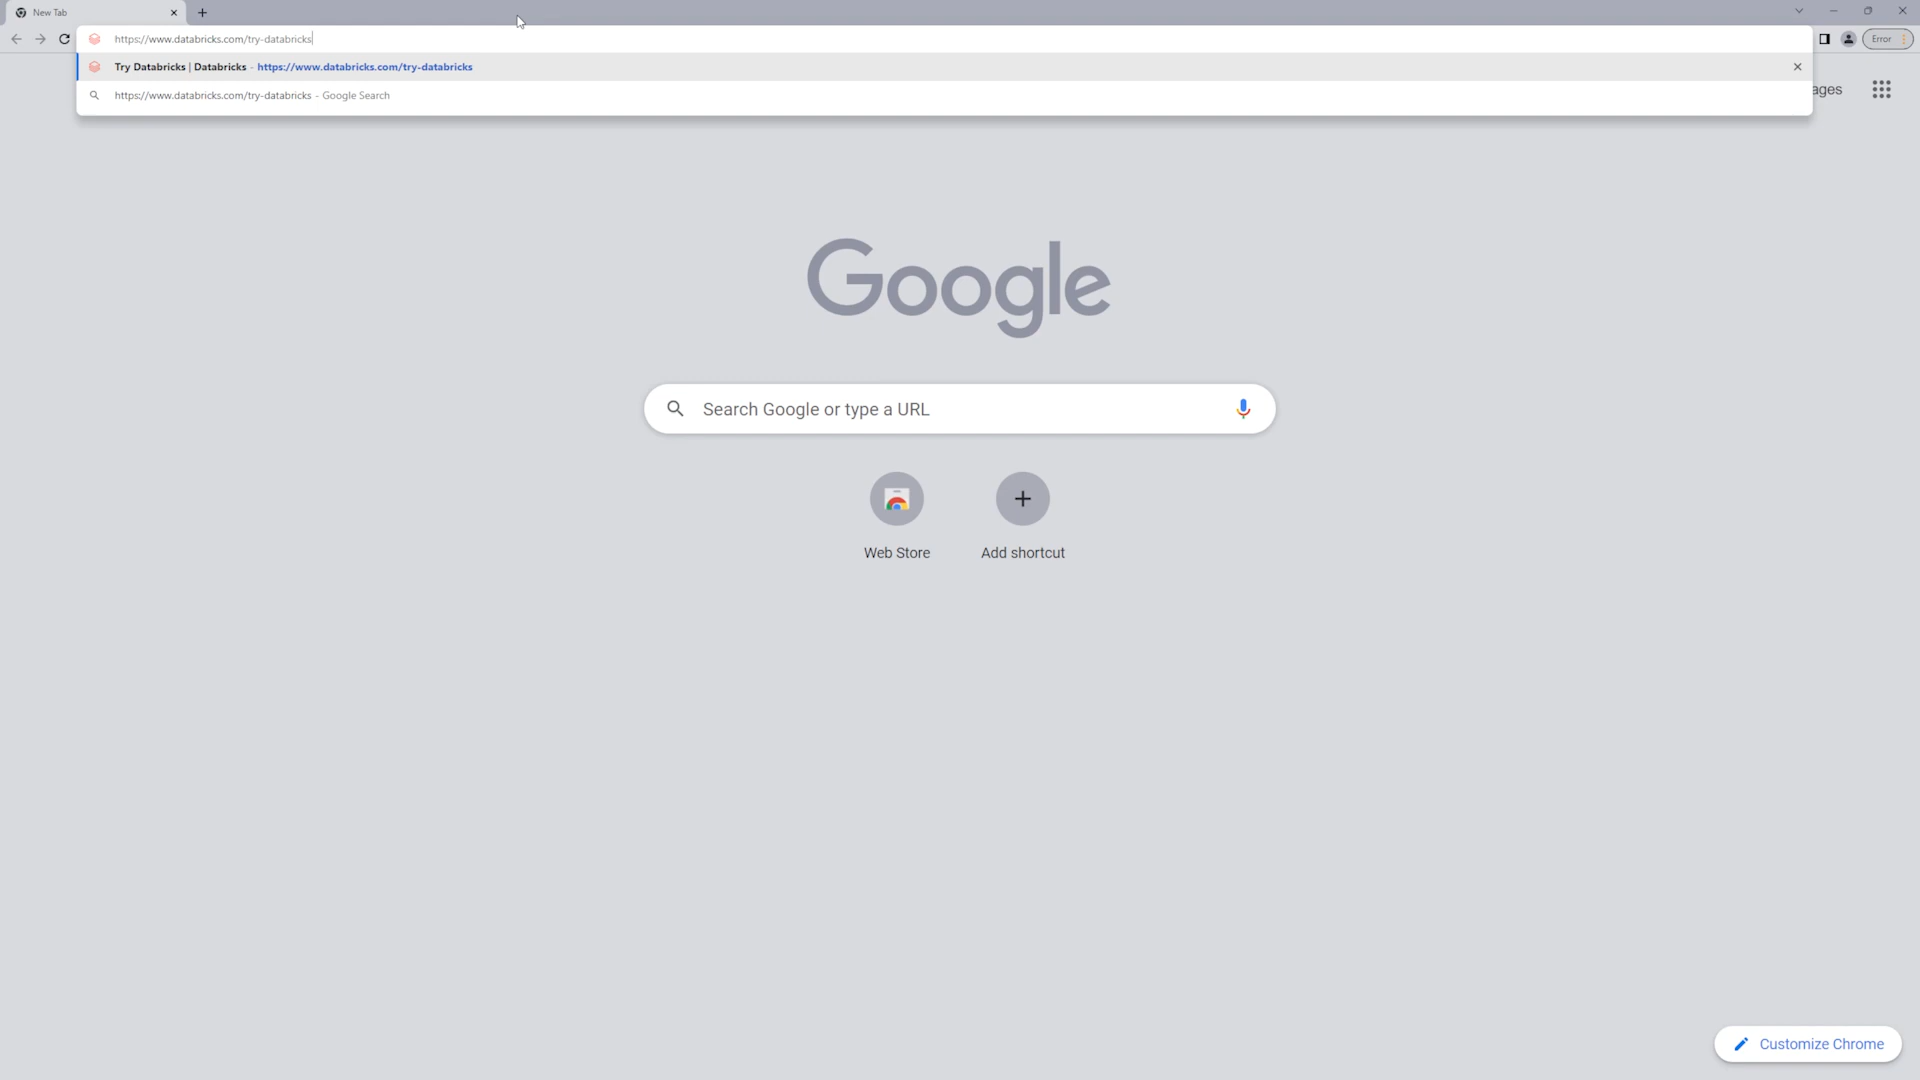 New Tab
https://www.databricks.com/try-databricks
Error
Try Databricks | Databricks - https://www.databricks.com/try-databricks
https://www.databricks.com/try-databricks - Google Search
ages
Google
Search Google or type a URL
Web Store
Add shortcut
Customize Chrome